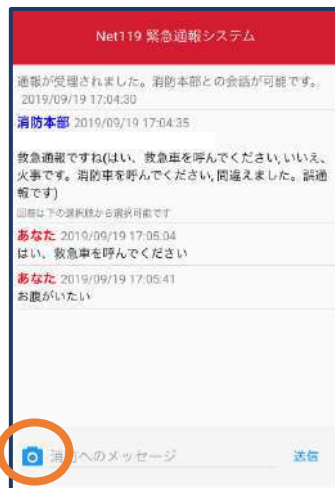 Net119 緊急通報システム
通報が受理されました。消防本部との会話が可能です。
2019/09/19 17:04:30
消防本部 2019/09/19 17:04:35
救急通報ですね(はい、救急車を呼んでください,いいえ、
火事です。消防車を呼んでください,間違えました。誤通
報です)
回答は下の選択肢から選択可能です
あなた 2019/09/19 17:05:04
はい、救急車を呼んでください
あなた 2019/09/19 17:05:41
お腹がいたい
消防へのメッセージ 送信